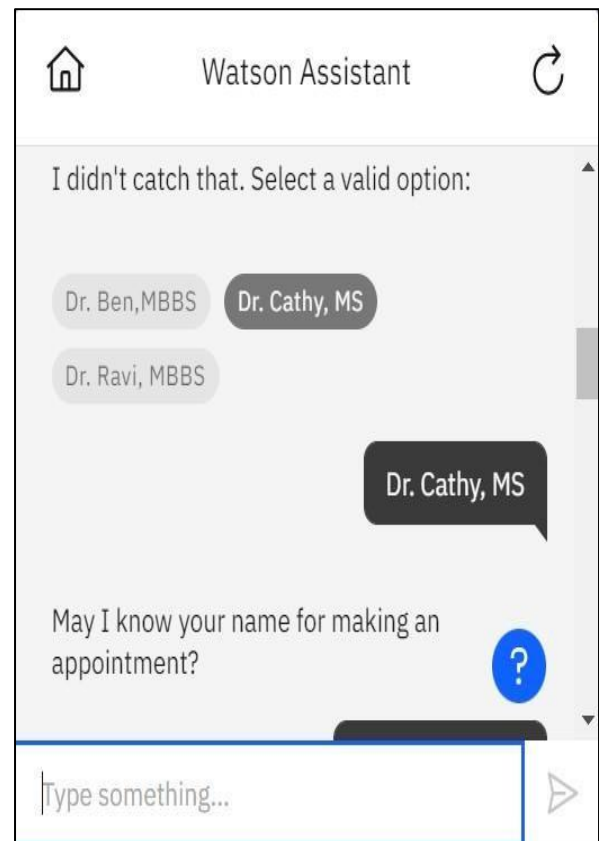 Watson Assistant
I didn't catch that. Select a valid option:
Dr. Ben,MBBS
Dr. Cathy, MS
Dr. Ravi, MBBS
Dr. Cathy, MS
May I know your name for making an
appointment?
?
Type something...